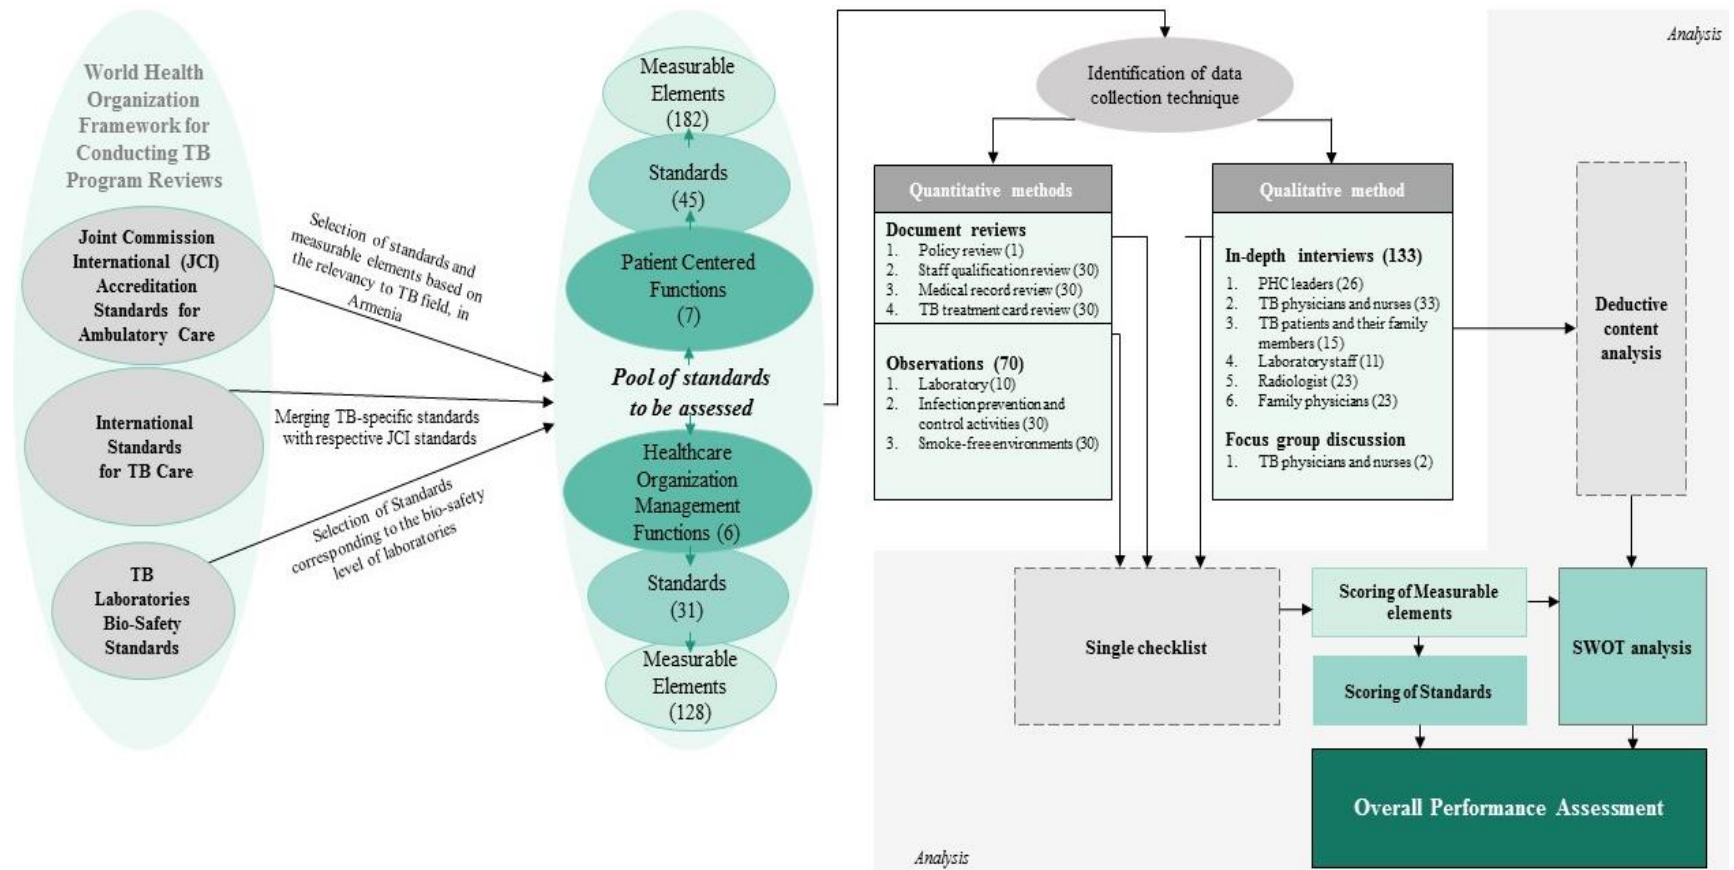 World Health
Organization
Framework for
Conducting TB
Program Reviews
Joint Commission
International (JCI)
Accreditation
Standards for
Ambulatory Care
International
Standards
for TB Care
TB
Laboratories
Bio-Safety
Standards
Selection of standards and
measurable elements based on
the relevancy to TB field, in
Armenia
Merging TB-specific standards
with respective JCI standards
Selection of Standards
corresponding to the bio-safety
level of laboratories
Measurable
Elements
(182)
Standards
(45)
Patient Centered
Functions
(7)
Pool of standards
to be assessed
Healthcare
Organization
Management
Functions (6)
Standards
(31)
Measurable
Elements
(128)
Identification of data
collection technique
Quantitative methods
Document reviews
1. Policy review (1)
2. Staff qualification review (30)
3. Medical record review (30)
4. TB treatment card review (30)
Observations (70)
1. Laboratory (10)
2. Infection prevention and
control activities (30)
3. Smoke-free environments (30)
Qualitative method
In-depth interviews (133)
1. PHC leaders (26)
2. TB physicians and nurses (33)
3. TB patients and their family
members (15)
4. Laboratory staff (11)
5. Radiologist (23)
6. Family physicians (23)
Focus group discussion
1. TB physicians and nurses (2)
Analysis
Deductive
content
analysis
Single checklist
Scoring of Measurable
elements
Scoring of Standards
SWOT analysis
Overall Performance Assessment
Analysis